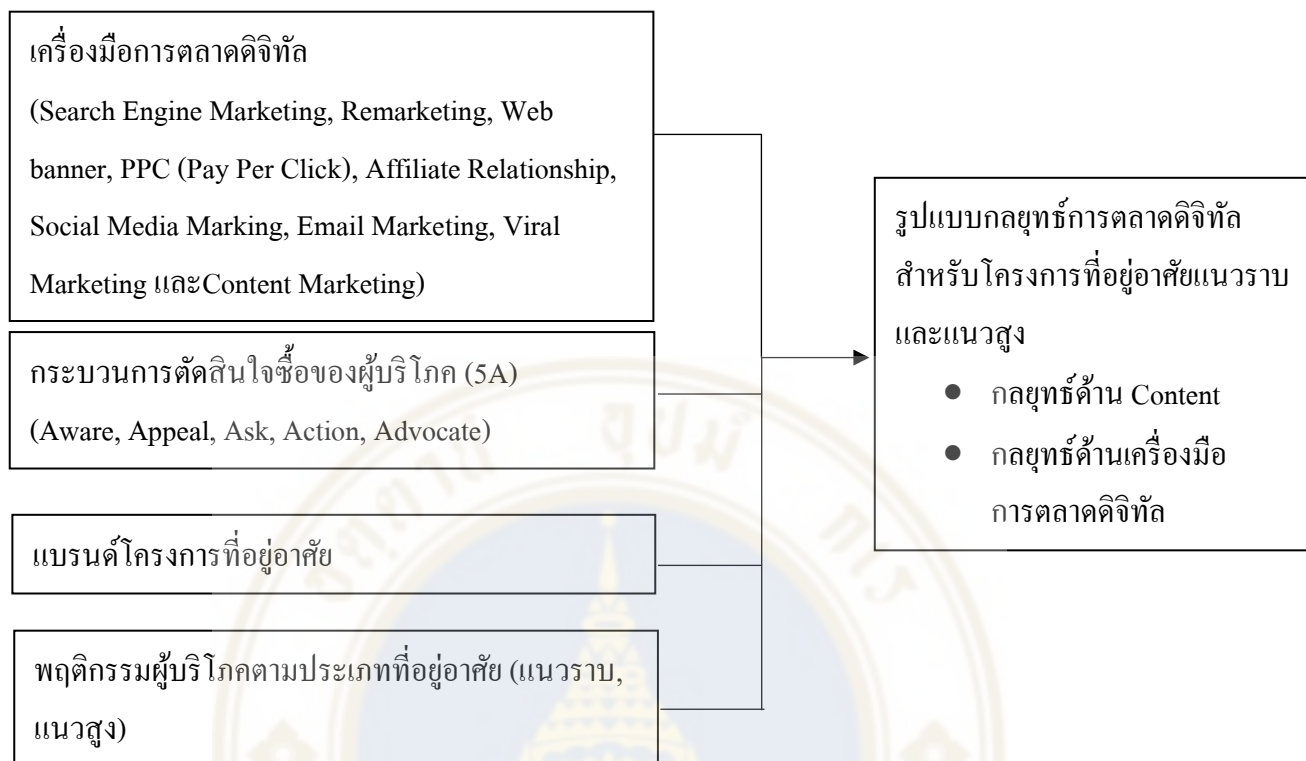 เครื่องมือการตลาดดิจิทัล
(Search Engine Marketing, Remarketing, Web
banner, PPC (Pay Per Click), Affiliate Relationship,
Social Media Marking, Email Marketing, Viral
Marketing และContent Marketing)
กระบวนการตัดสินใจซื้อของผู้บริโภค (5A)
(Aware, Appeal, Ask, Action, Advocate)
แบรนด์โครงการที่อยู่อาศัย
พฤติกรรมผู้บริโภคตามประเภทที่อยู่อาศัย (แนวราบ,
แนวสูง)
รูปแบบกลยุทธ์การตลาดดิจิทัล
สำหรับโครงการที่อยู่อาศัยแนวราบ
และแนวสูง
● กลยุทธ์ด้าน Content
● กลยุทธ์ด้านเครื่องมือ
การตลาดดิจิทัล